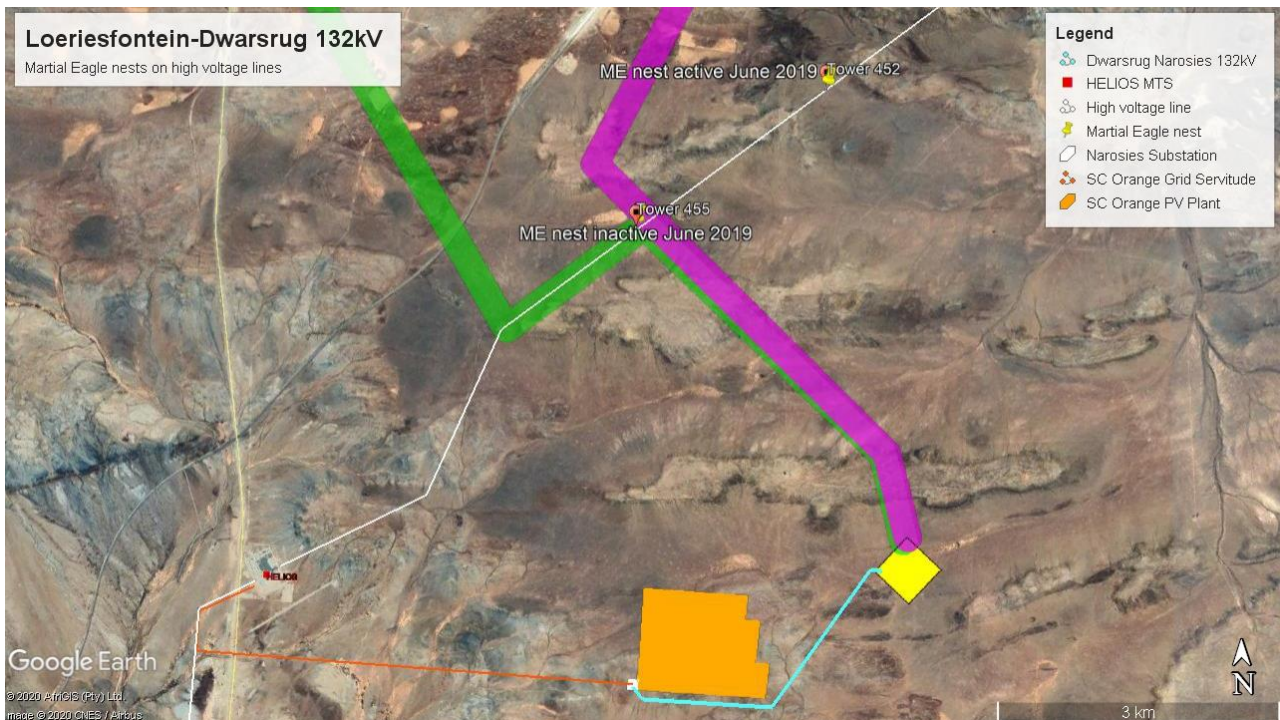 Loeriesfontein-Dwarsrug 132kV
Martial Eagle nests on high voltage lines
Legend
Dwarsrug Narosies 132kV
HELIOS MTS
High voltage line
Martial Eagle nest
Narosies Substation
SC Orange Grid Servitude
SC Orange PV Plant
ME nest active June 2019
Tower 452
Tower 455
ME nest inactive June 2019
HELIOS
Google Earth
© 2020 AfriGIS (Pty) Ltd.
Image © 2020 CNES / Airbus
N
3 km